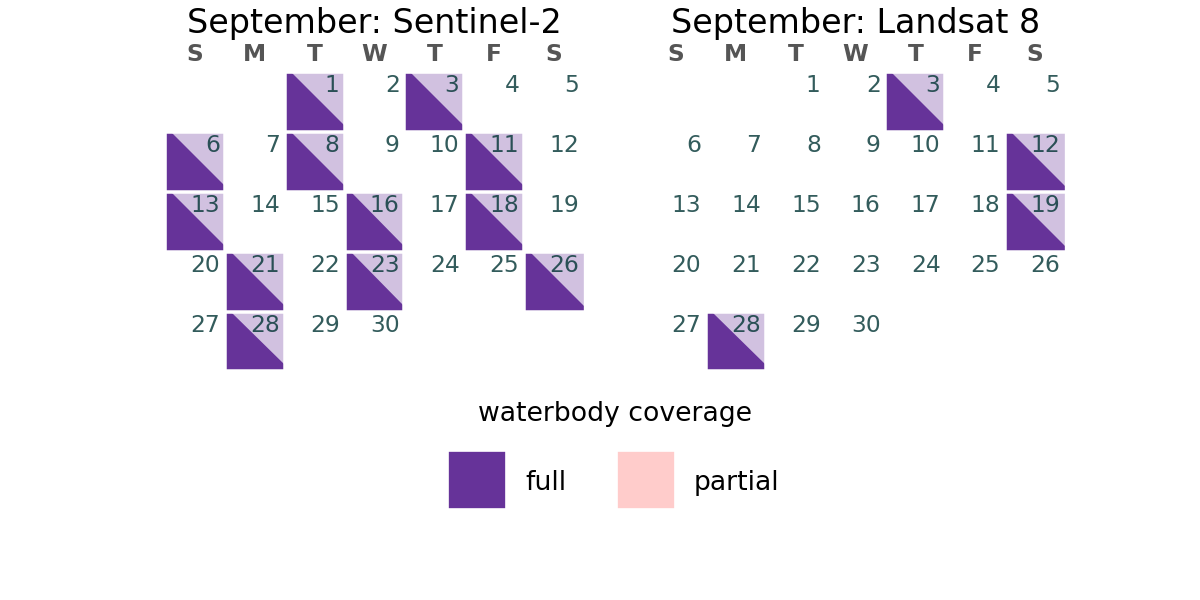 September: Sentinel-2
S M T W T F S
1 2 3 4 5
6 7 8 9 10 11 12
13 14 15 16 17 18 19
20 21 22 23 24 25 26
27 28 29 30
September: Landsat 8
S M T W T F S
1 2 3 4 5
6 7 8 9 10 11 12
13 14 15 16 17 18 19
20 21 22 23 24 25 26
27 28 29 30
waterbody coverage
full partial